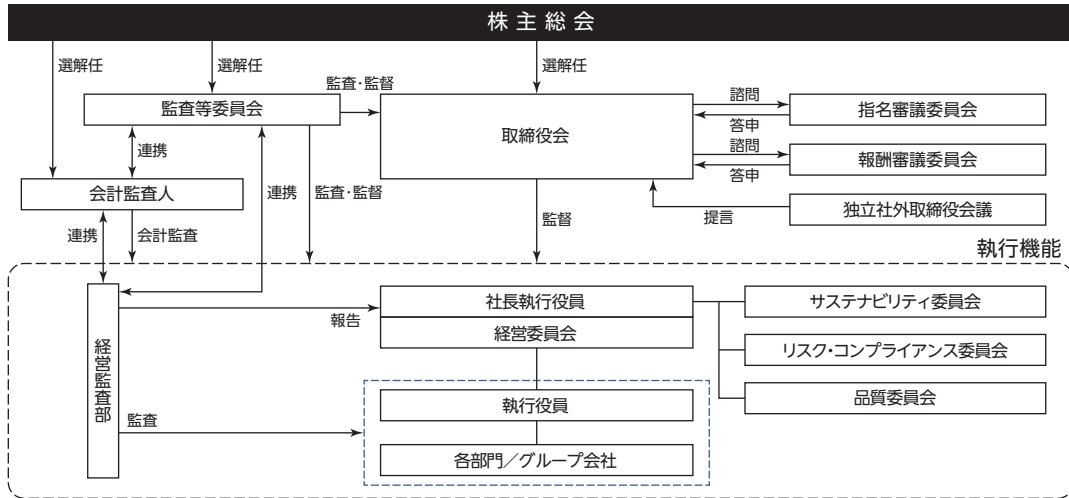 株主総会
選解任
選解任
選解任
監査・監督
監査等委員会
取締役会
諮問
答申
指名審議委員会
諮問
答申
報酬審議委員会
連携
会計監査人
連携
監査・監督
提言
独立社外取締役会議
連携
会計監査
監督
執行機能
経営監査部
報告
社長執行役員
経営委員会
サステナビリティ委員会
リスク・コンプライアンス委員会
品質委員会
監査
執行役員
各部門／グループ会社